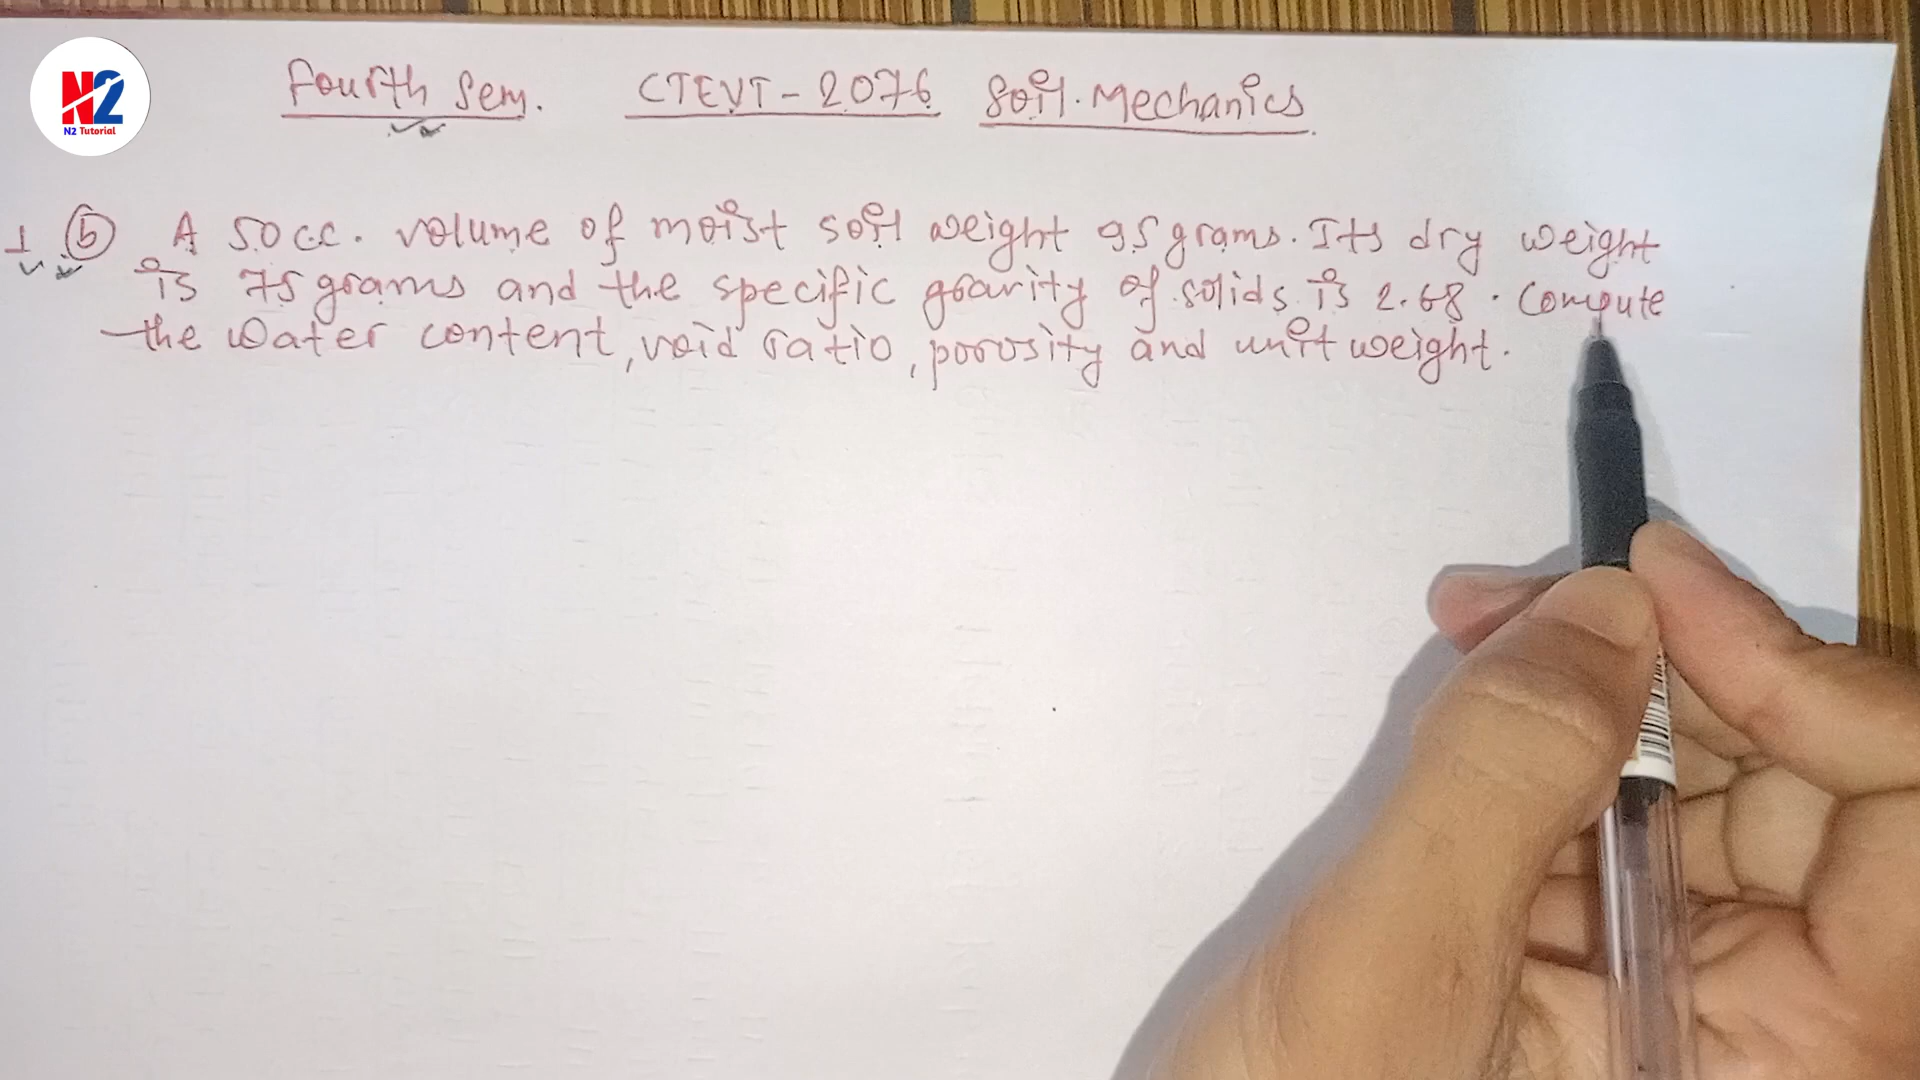 N2
N2 Tutorial
Fourth Sem. CTEVT - 2076 Soil. Mechanics
1 (b) A 50 c.c. volume of moist soil weight 95 grams. Its dry weight
is 75 grams and the specific gravity of solids is 2.68. Compute
the water content, void ratio, porosity and unit weight.